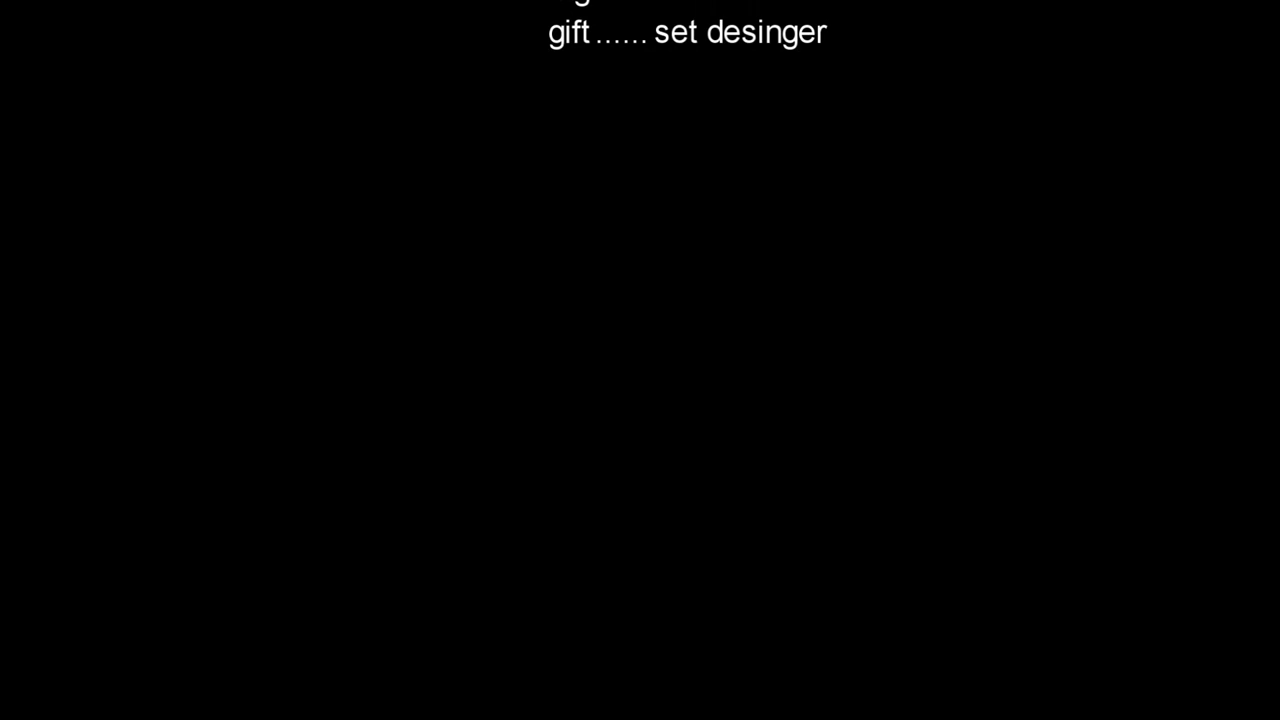 gift...... set desinger